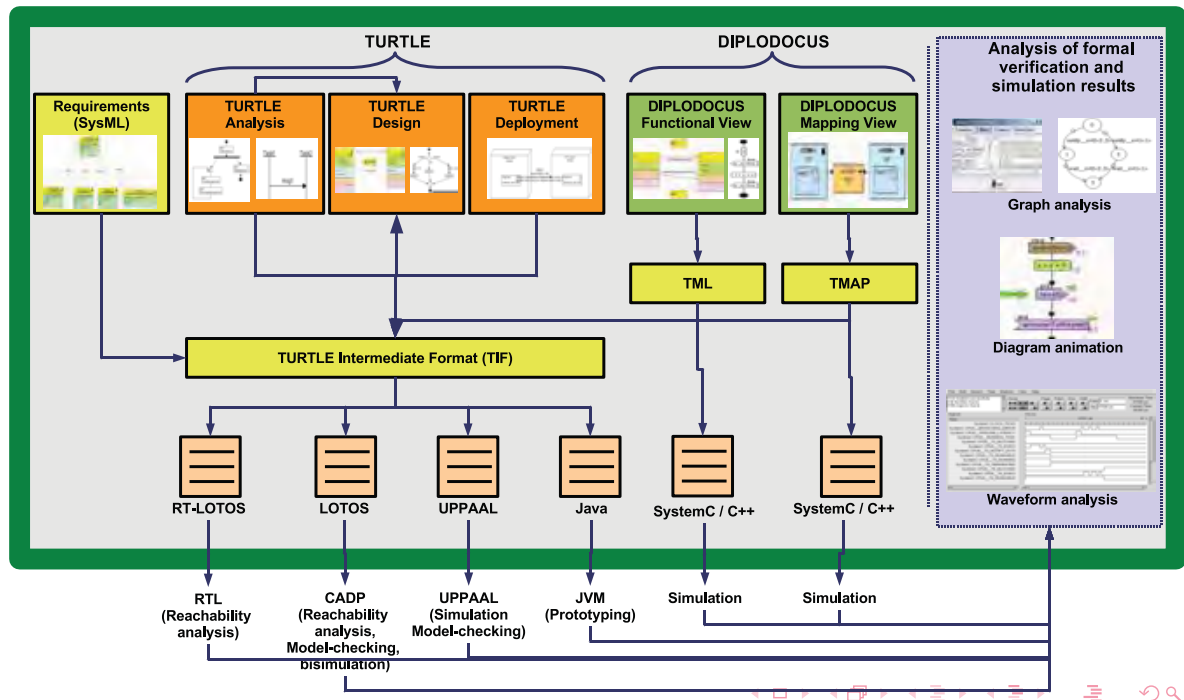 TURTLE
DIPLODOCUS
Analysis of formal
verification and
simulation results
Requirements
(SysML)
TURTLE
Analysis
TURTLE
Design
TURTLE
Deployment
DIPLODOCUS
Functional View
DIPLODOCUS
Mapping View
Graph analysis
TML
TMAP
Diagram animation
TURTLE Intermediate Format (TIF)
Waveform analysis
RT-LOTOS
LOTOS
UPPAAL
Java
SystemC / C++
SystemC / C++
RTL
(Reachability
analysis)
CADP
(Reachability
analysis,
Model-checking,
bisimulation)
UPPAAL
(Simulation
Model-checking)
JVM
(Prototyping)
Simulation
Simulation